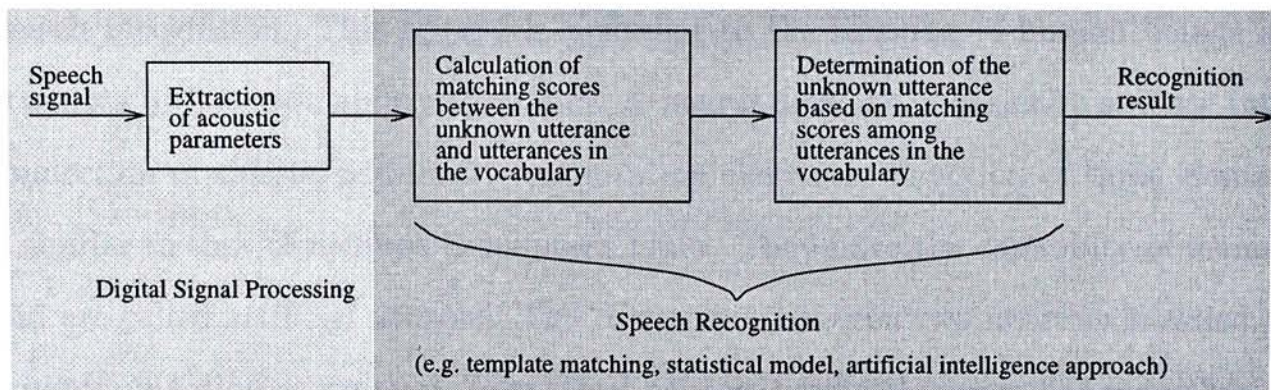 Speech
signal
Extraction
of acoustic
parameters
Calculation of
matching scores
between the
unknown utterance
and utterances in
the vocabulary
Determination of the
unknown utterance
based on matching
scores among
utterances in the
vocabulary
Recognition
result
Digital Signal Processing
Speech Recognition
(e.g. template matching, statistical model, artificial intelligence approach)